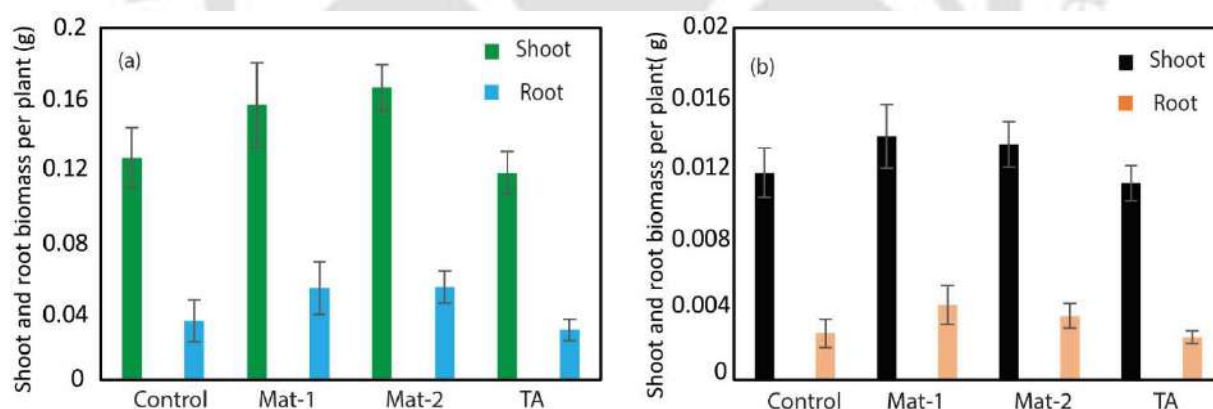 Shoot and root biomass per plant (g)
0.2
0.16
0.12
0.08
0.04
0
(a)
Shoot
Root
Control Mat-1 Mat-2 TA
Shoot and root biomass per plant( g)
0.02
0.016
0.012
0.008
0.004
0
(b)
Shoot
Root
Control Mat-1 Mat-2 TA